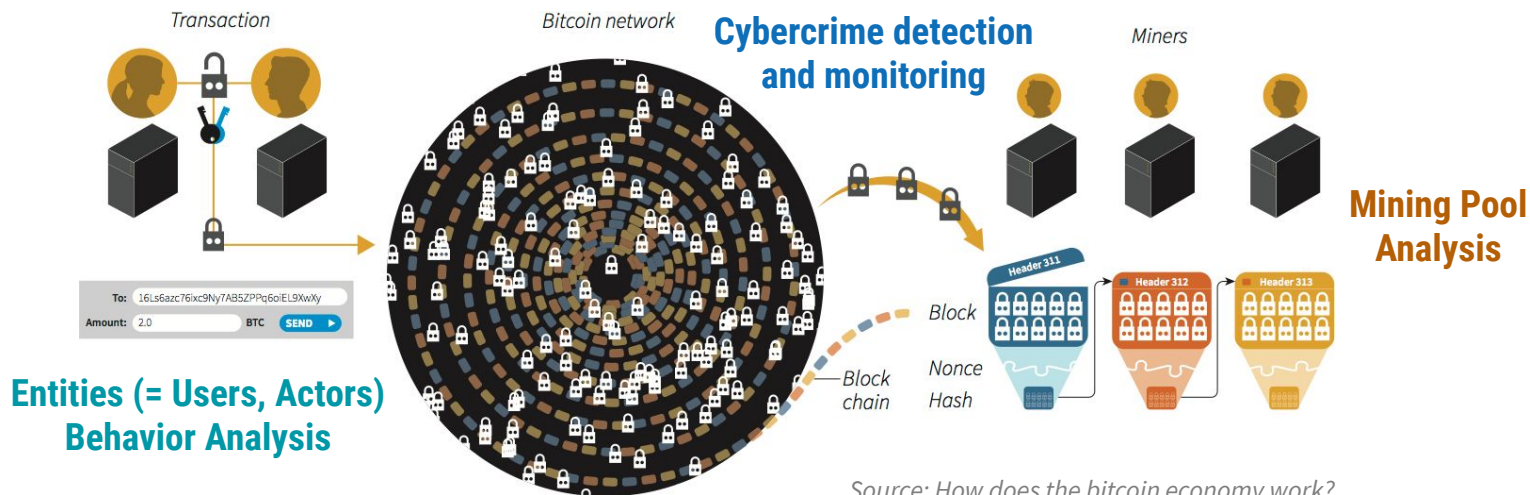 Transaction
Bitcoin network
Cybercrime detection
and monitoring
Miners
Mining Pool
Analysis
To: 16Ls6azc76ixc9Ny7AB5ZPPq6oiEL9XwXy
Amount: 2.0 BTC SEND
Entities (= Users, Actors)
Behavior Analysis
Header 311
Header 312
Header 313
Block
Nonce
Hash
Block
chain
Source: How does the bitcoin economy work?